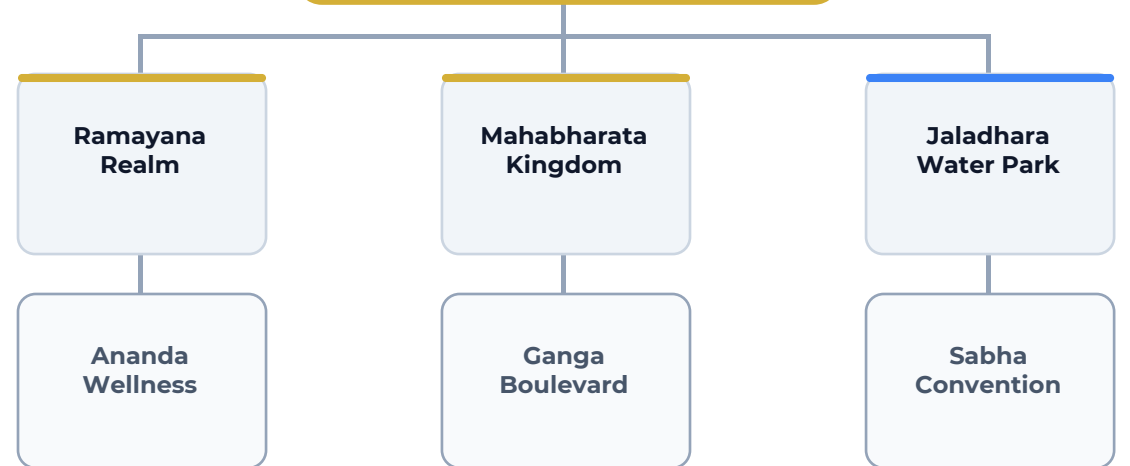 Ramayana
Realm
Mahabharata
Kingdom
Jaladhara
Water Park
Ananda
Wellness
Ganga
Boulevard
Sabha
Convention